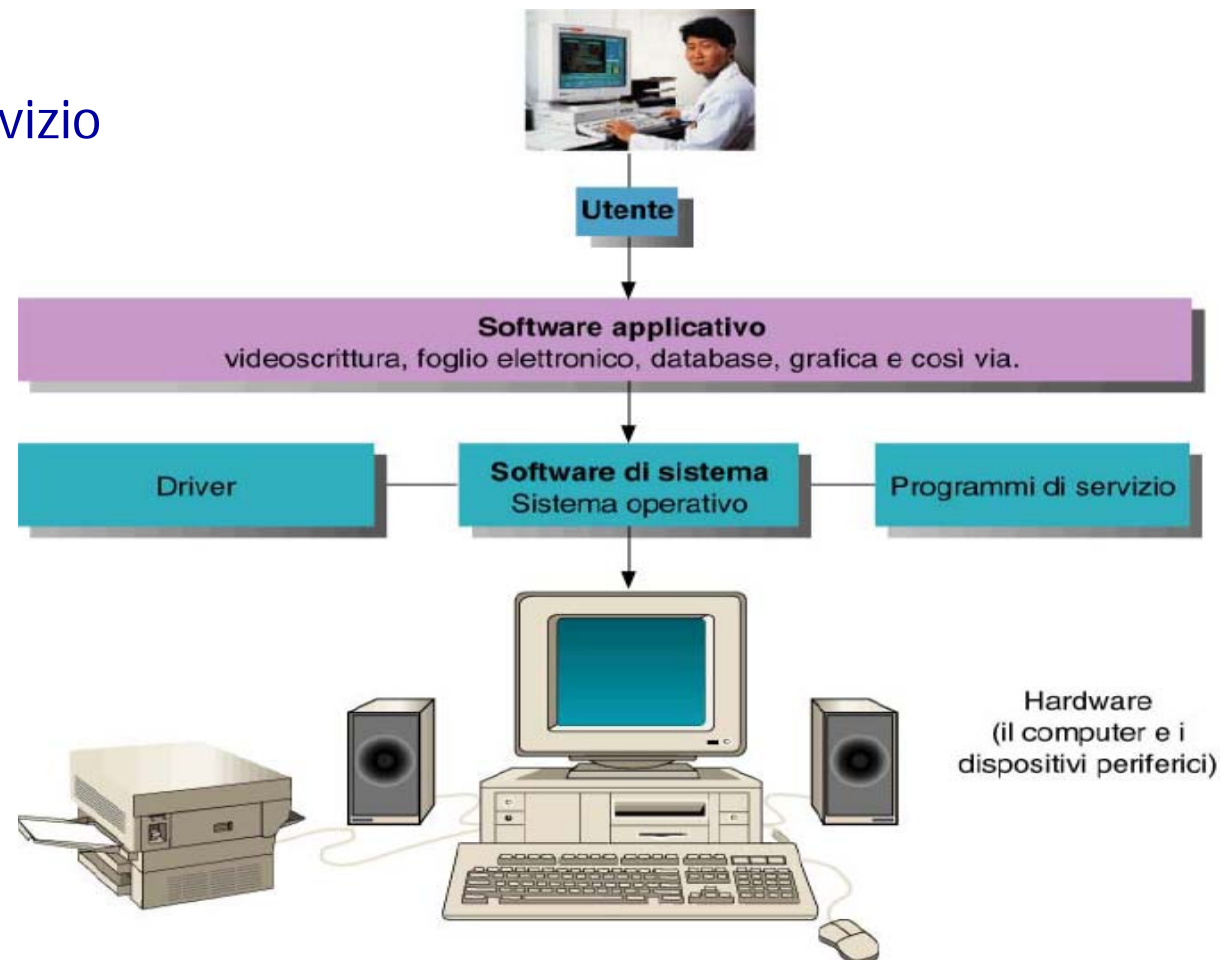 vizio
Utente
Software applicativo
videoscrittura, foglio elettronico, database, grafica e così via.
Driver
Software di sistema
Sistema operativo
Programmi di servizio
Hardware
(il computer e i
dispositivi periferici)